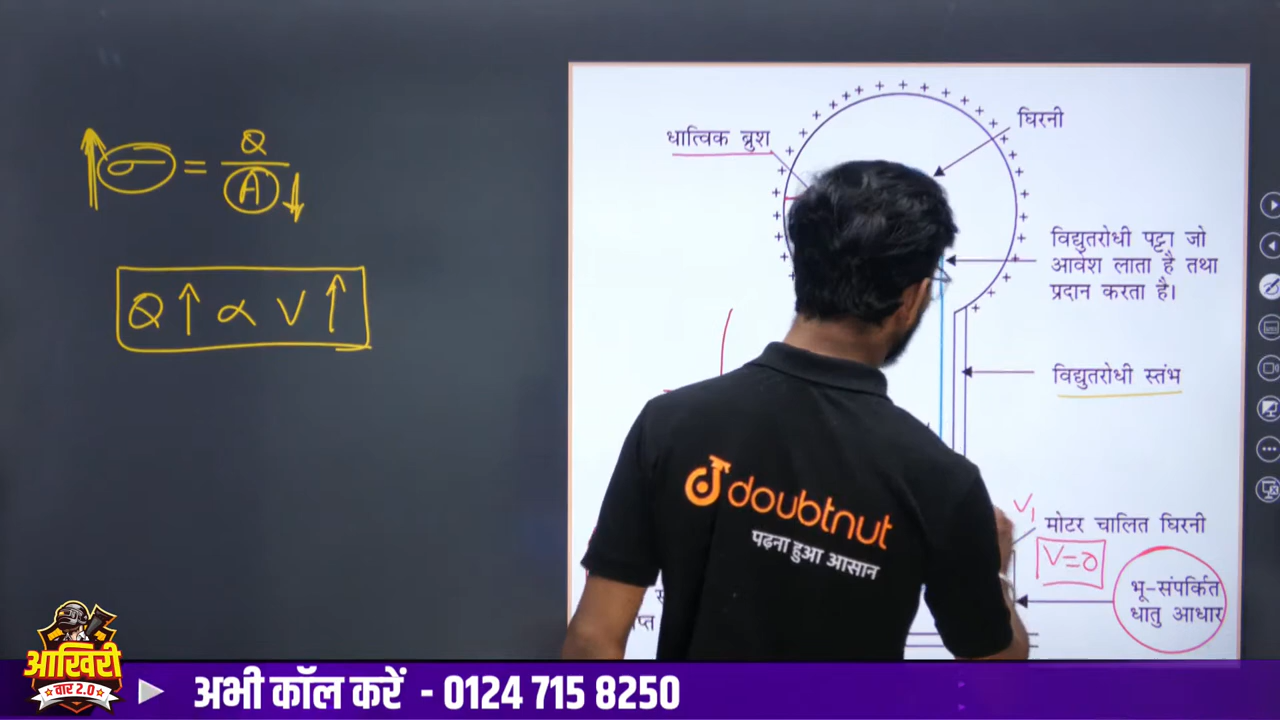 σ = Q / A
Q ↑ ∝ V ↑
धात्विक ब्रुश
घिरनी
विद्युतरोधी पट्टा जो
आवेश लाता है तथा
प्रदान करता है।
विद्युतरोधी स्तंभ
V₁
मोटर चालित घिरनी
V=0
भू-संपर्कित
धातु आधार
doubtnut
पढ़ना हुआ आसान
आखिरी
वार 2.0
अभी कॉल करें - 0124 715 8250